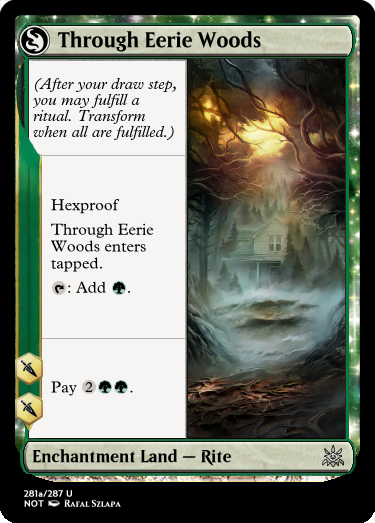 Through Eerie Woods
(After your draw step,
you may fulfill a
ritual. Transform
when all are fulfilled.)
Hexproof
Through Eerie
Woods enters
tapped.
: Add .
Pay 2.
Enchantment Land — Rite
281a/287 U
NOT Rafal Szlapa